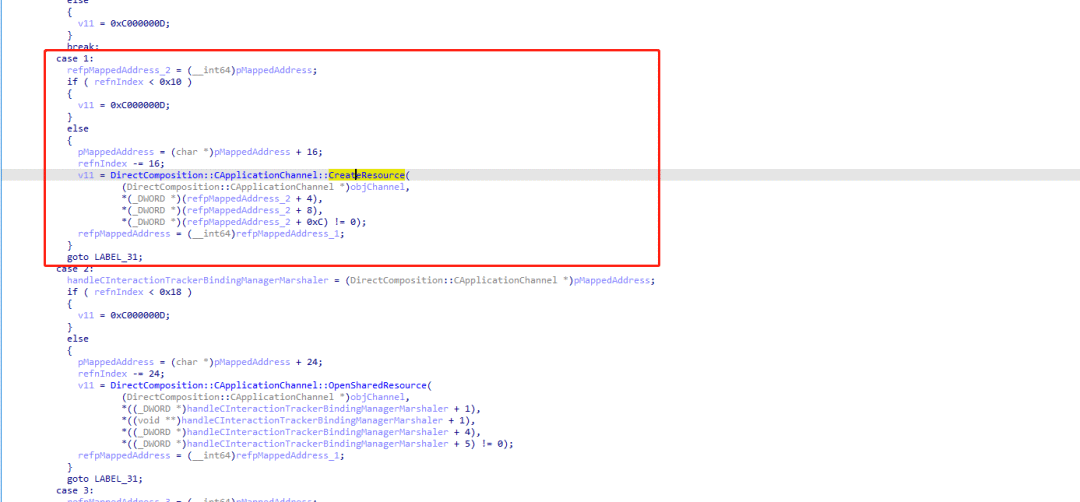 else
{
v11 = 0xC000000D;
}
break;
case 1:
refpMappedAddress_2 = (__int64)pMappedAddress;
if ( refnIndex < 0x10 )
{
v11 = 0xC000000D;
}
else
{
pMappedAddress = (char *)pMappedAddress + 16;
refnIndex -= 16;
v11 = DirectComposition::CApplicationChannel::CreateResource(
(DirectComposition::CApplicationChannel *)objChannel,
*(_DWORD *)(refpMappedAddress_2 + 4),
*(_DWORD *)(refpMappedAddress_2 + 8),
*(_DWORD *)(refpMappedAddress_2 + 0xC) != 0);
refpMappedAddress = (__int64)refpMappedAddress_1;
}
goto LABEL_31;
case 2:
handleCInteractionTrackerBindingManagerMarshaler = (DirectComposition::CApplicationChannel *)pMappedAddress;
if ( refnIndex < 0x18 )
{
v11 = 0xC000000D;
}
else
{
pMappedAddress = (char *)pMappedAddress + 24;
refnIndex -= 24;
v11 = DirectComposition::CApplicationChannel::OpenSharedResource(
(DirectComposition::CApplicationChannel *)objChannel,
*((_DWORD *)handleCInteractionTrackerBindingManagerMarshaler + 1),
*((void **)handleCInteractionTrackerBindingManagerMarshaler + 1),
*((_DWORD *)handleCInteractionTrackerBindingManagerMarshaler + 4),
*((_DWORD *)handleCInteractionTrackerBindingManagerMarshaler + 5) != 0);
refpMappedAddress = (__int64)refpMappedAddress_1;
}
goto LABEL_31;
case 3:
refpMappedAddress_3 = (__int64)pMappedAddress;